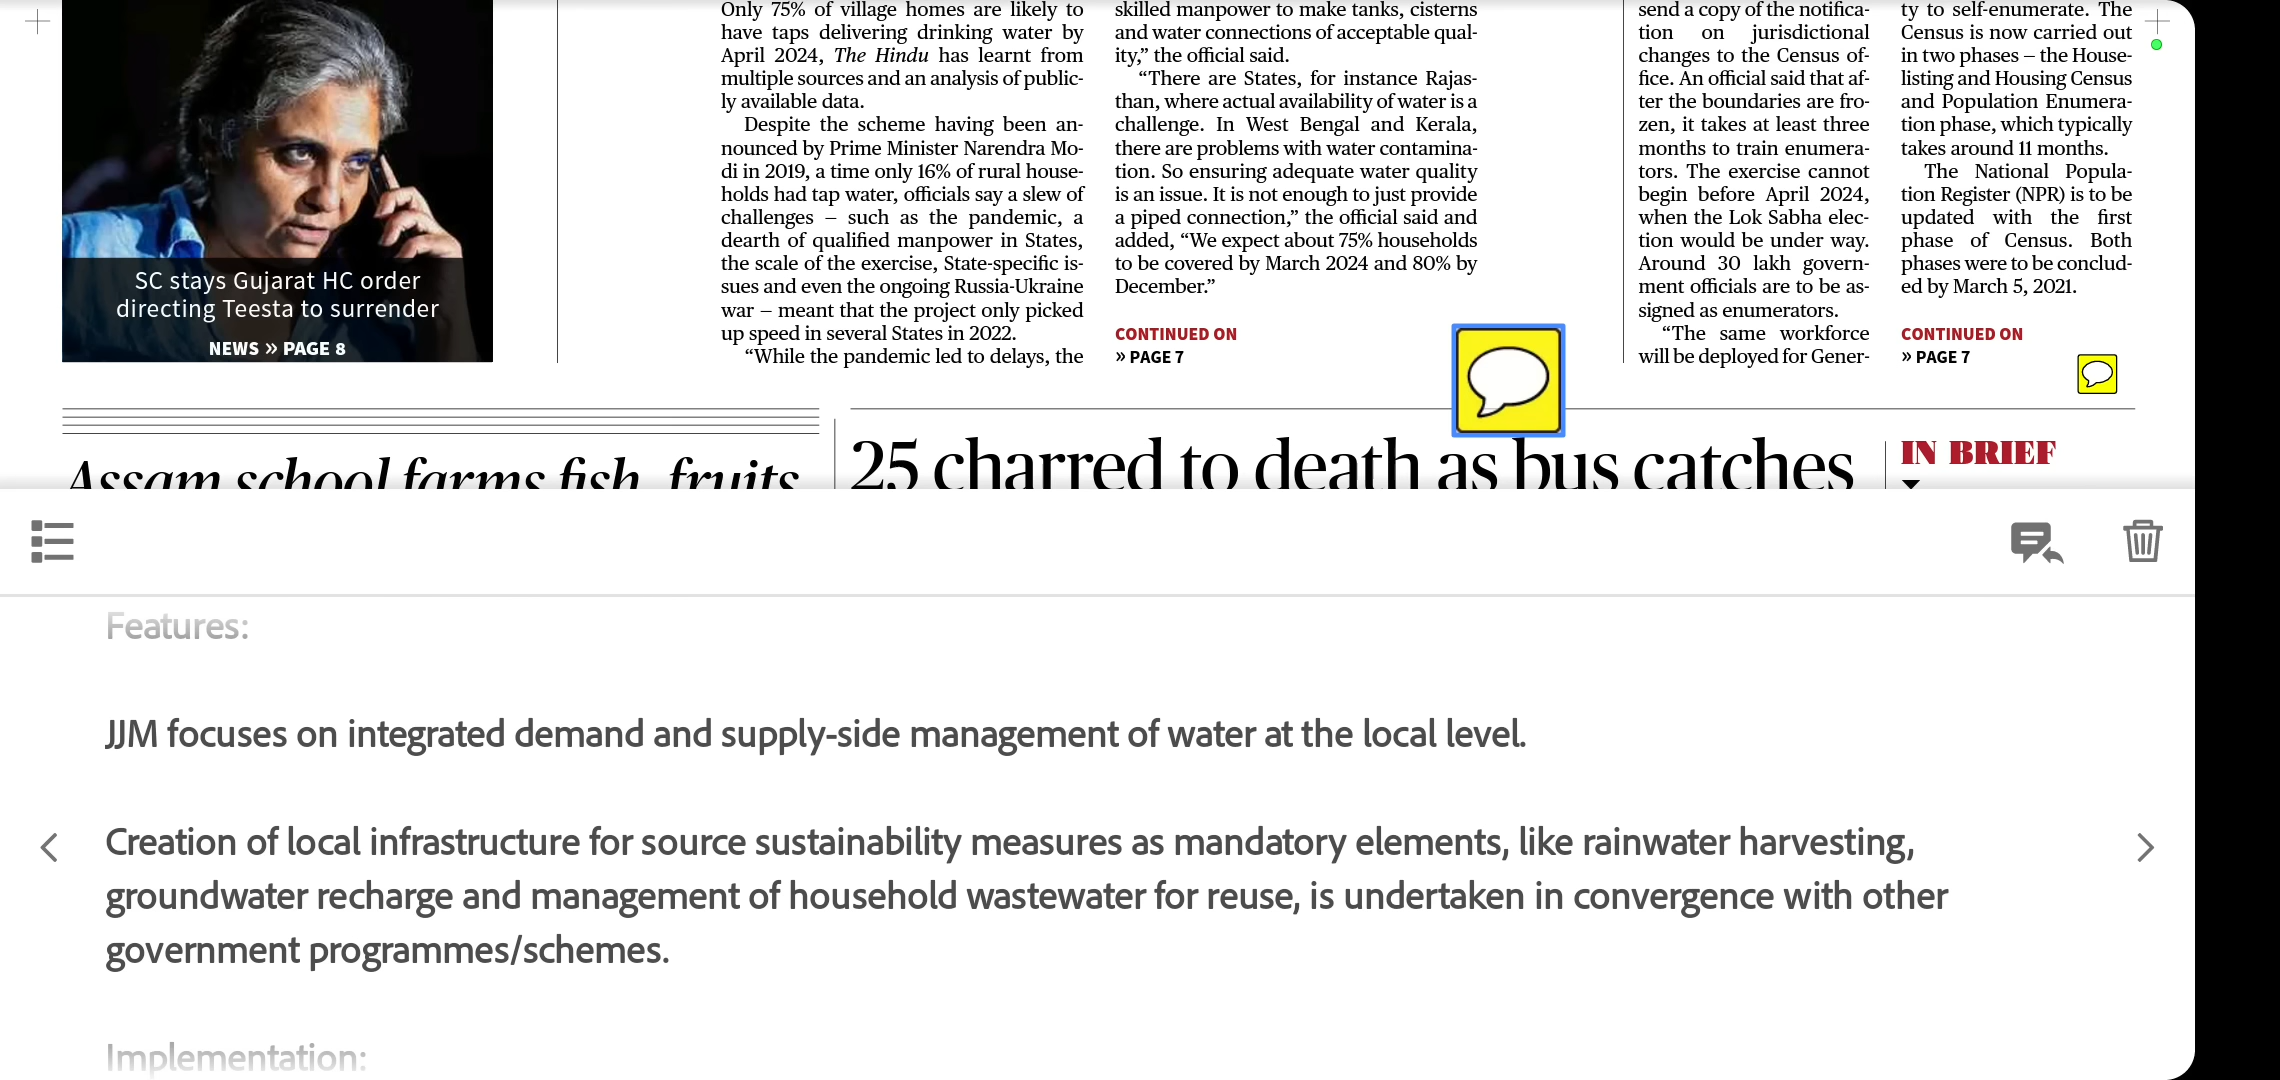 SC stays Gujarat HC order
directing Teesta to surrender
NEWS » PAGE 8
Only 75% of village homes are likely to
have taps delivering drinking water by
April 2024, The Hindu has learnt from
multiple sources and an analysis of public-
ly available data.
Despite the scheme having been an-
nounced by Prime Minister Narendra Mo-
di in 2019, a time only 16% of rural house-
holds had tap water, officials say a slew of
challenges – such as the pandemic, a
dearth of qualified manpower in States,
the scale of the exercise, State-specific is-
sues and even the ongoing Russia-Ukraine
war – meant that the project only picked
up speed in several States in 2022.
“While the pandemic led to delays, the
skilled manpower to make tanks, cisterns
and water connections of acceptable qual-
ity,” the official said.
“There are States, for instance Rajas-
than, where actual availability of water is a
challenge. In West Bengal and Kerala,
there are problems with water contamina-
tion. So ensuring adequate water quality
is an issue. It is not enough to just provide
a piped connection,” the official said and
added, “We expect about 75% households
to be covered by March 2024 and 80% by
December.”
CONTINUED ON
» PAGE 7
send a copy of the notifica-
tion on jurisdictional
changes to the Census of-
fice. An official said that af-
ter the boundaries are fro-
zen, it takes at least three
months to train enumera-
tors. The exercise cannot
begin before April 2024,
when the Lok Sabha elec-
tion would be under way.
Around 30 lakh govern-
ment officials are to be as-
signed as enumerators.
“The same workforce
will be deployed for Gener-
ty to self-enumerate. The
Census is now carried out
in two phases – the House-
listing and Housing Census
and Population Enumera-
tion phase, which typically
takes around 11 months.
The National Popula-
tion Register (NPR) is to be
updated with the first
phase of Census. Both
phases were to be conclud-
ed by March 5, 2021.
CONTINUED ON
» PAGE 7
Assam school farms fish, fruits
25 charred to death as bus catches
IN BRIEF
Features:
JJM focuses on integrated demand and supply-side management of water at the local level.
Creation of local infrastructure for source sustainability measures as mandatory elements, like rainwater harvesting,
groundwater recharge and management of household wastewater for reuse, is undertaken in convergence with other
government programmes/schemes.
Implementation: